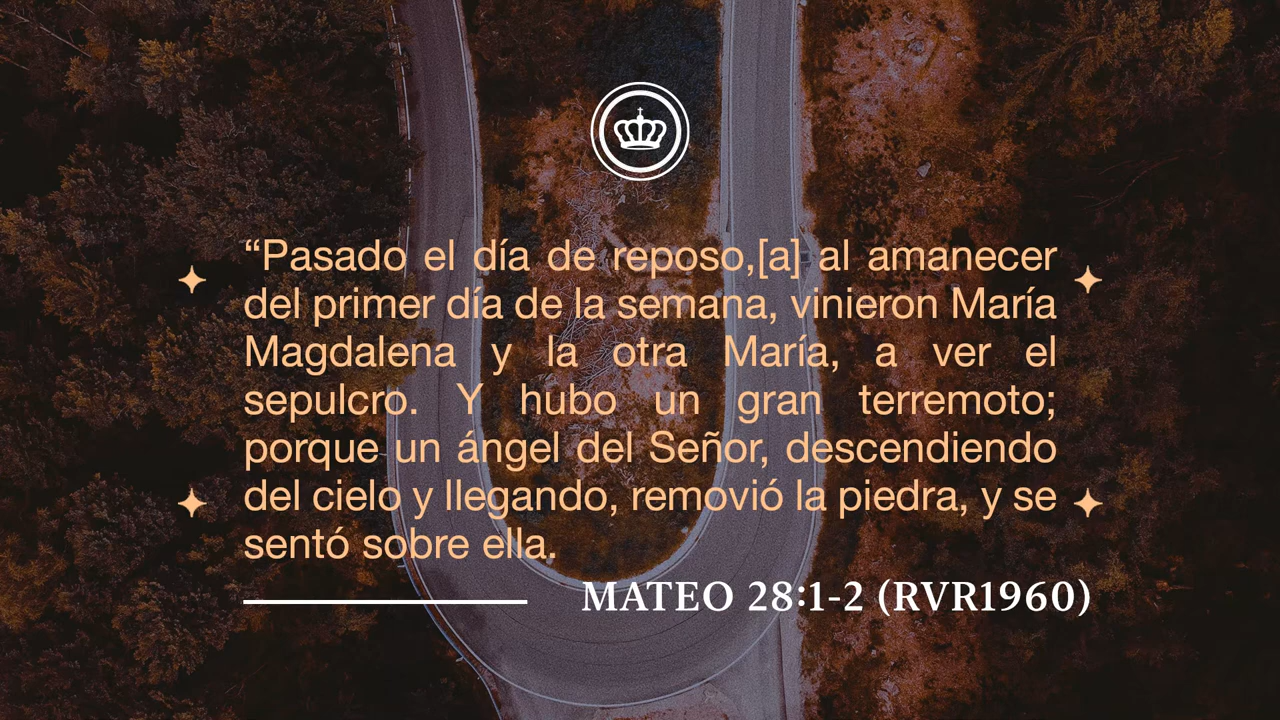 “Pasado el día de reposo,[a] al amanecer
del primer día de la semana, vinieron María
Magdalena y la otra María, a ver el
sepulcro. Y hubo un gran terremoto;
porque un ángel del Señor, descendiendo
del cielo y llegando, removió la piedra, y se
sentó sobre ella.
MATEO 28:1-2 (RVR1960)